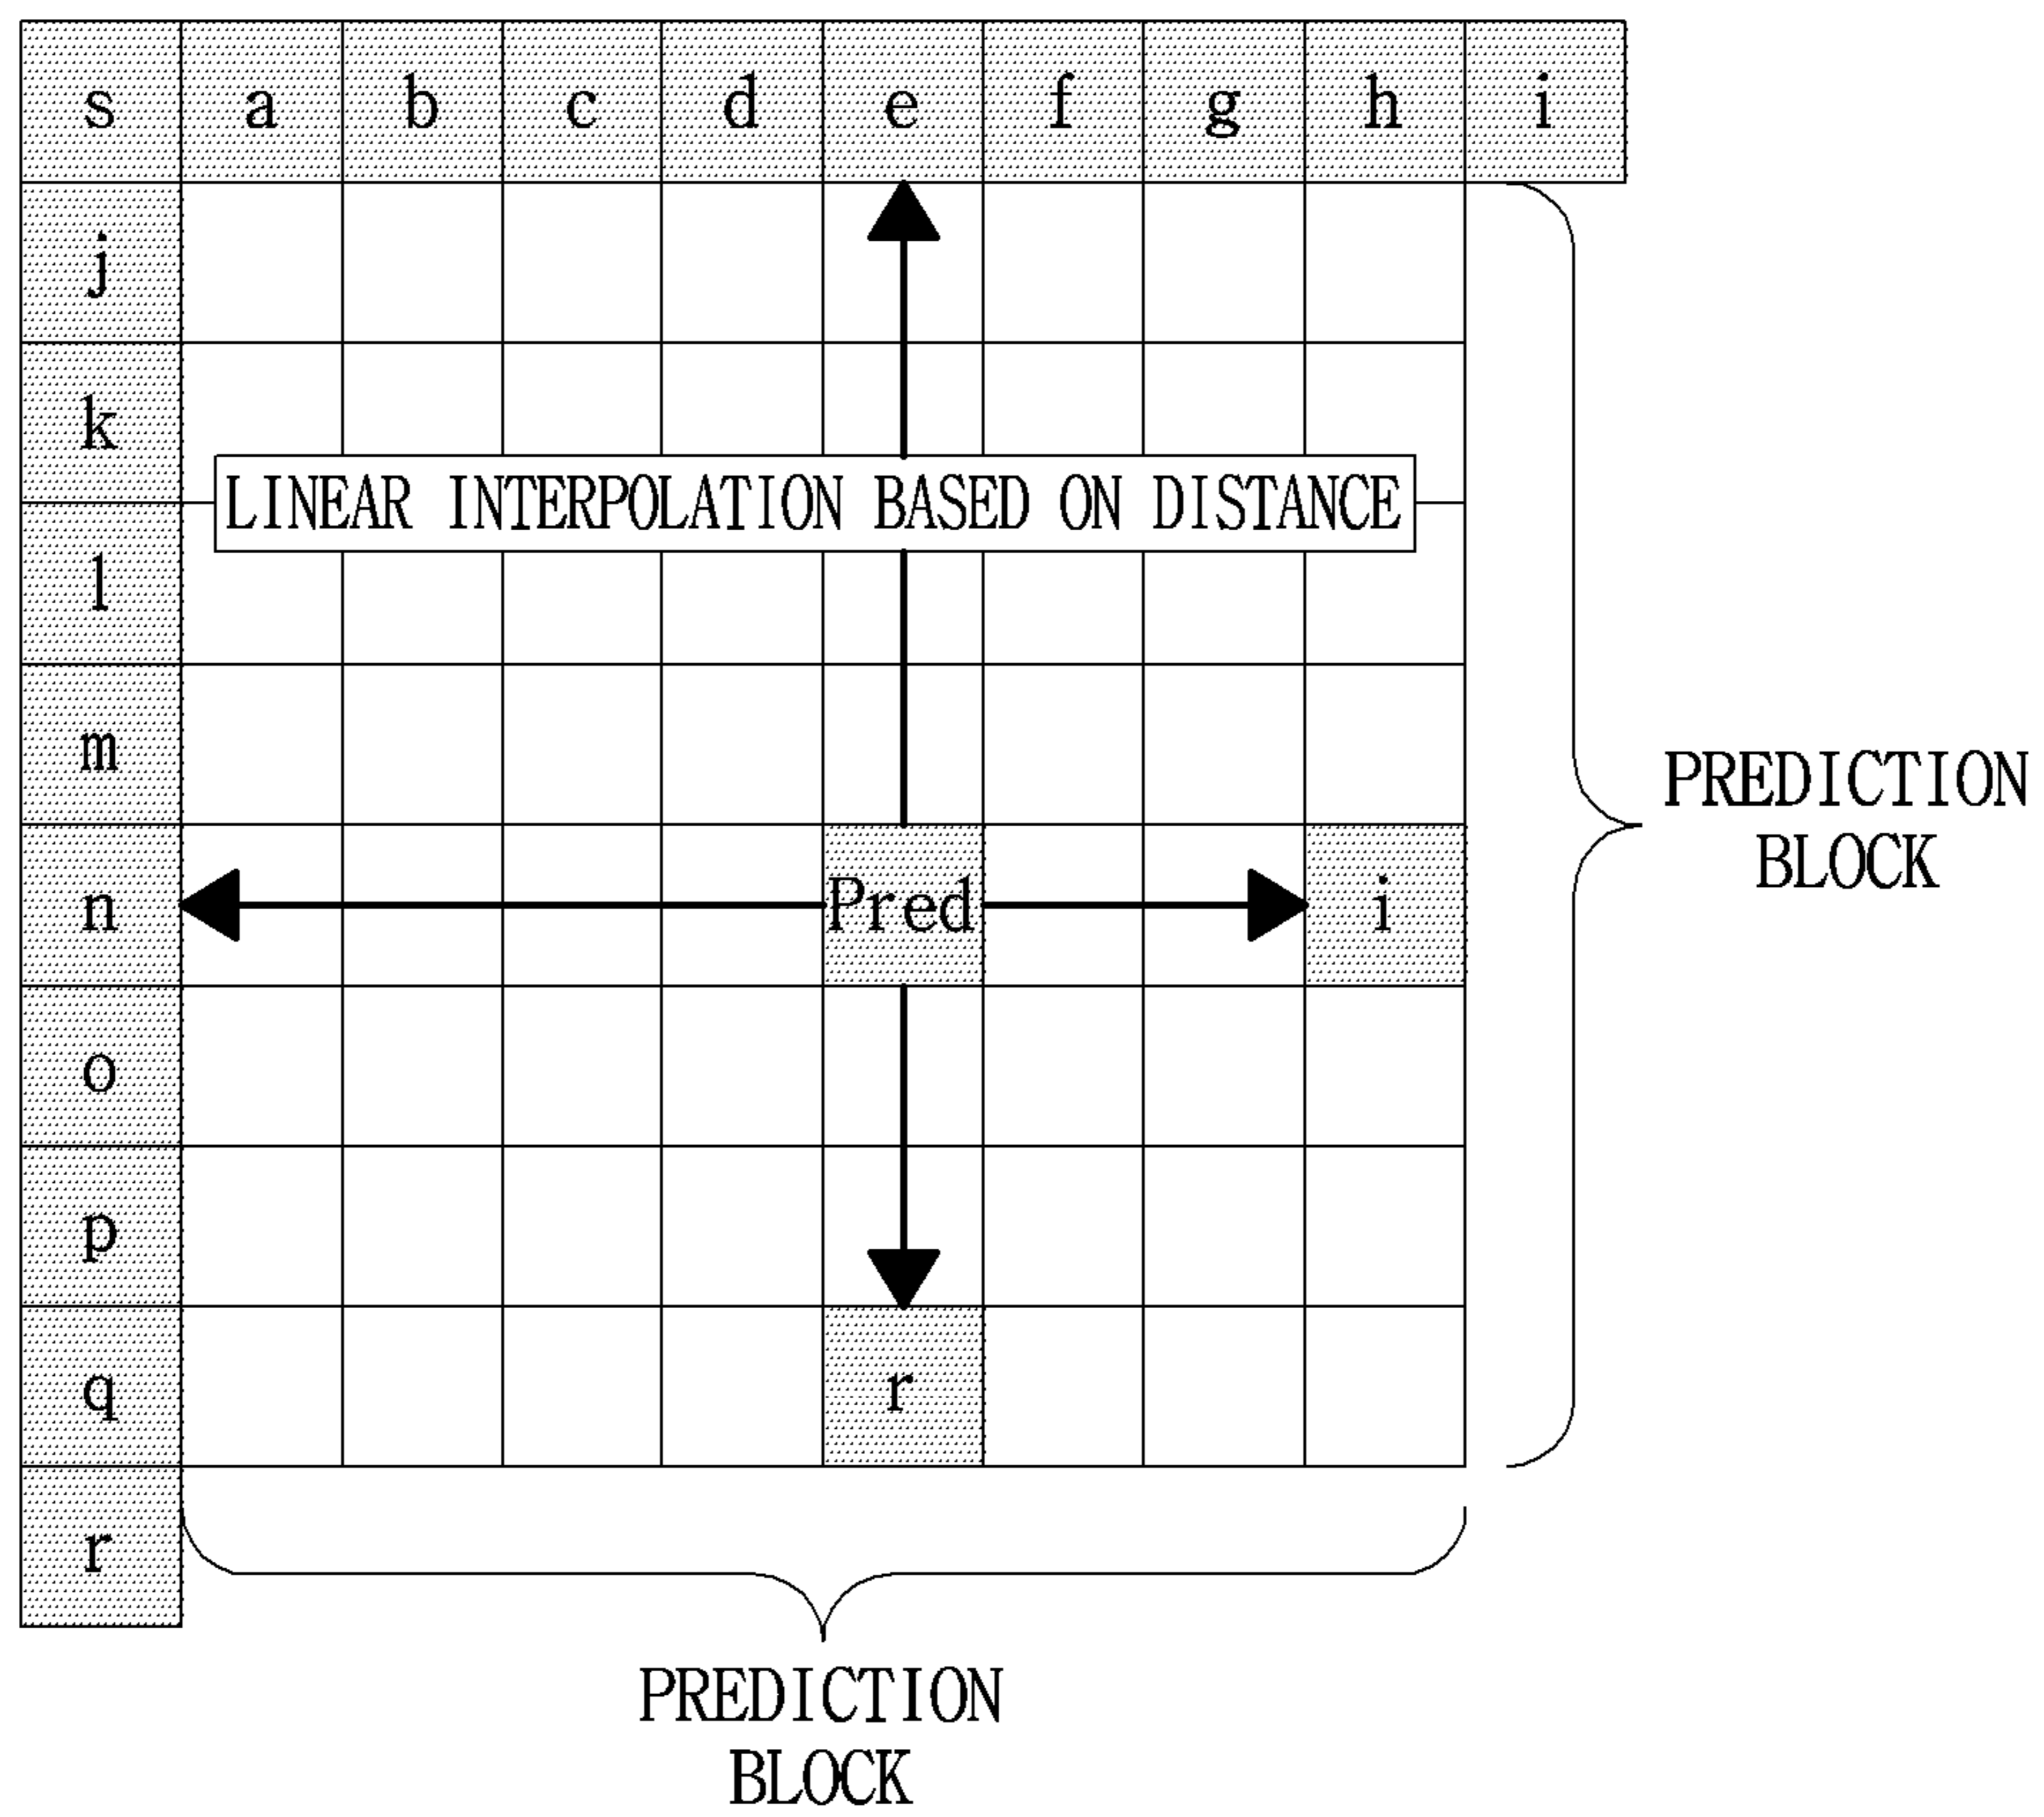 s a b c d e f g h i
j
k
LINEAR INTERPOLATION BASED ON DISTANCE
l
m
PREDICTION
BLOCK
n Pred i
o
p
q r
r
PREDICTION
BLOCK